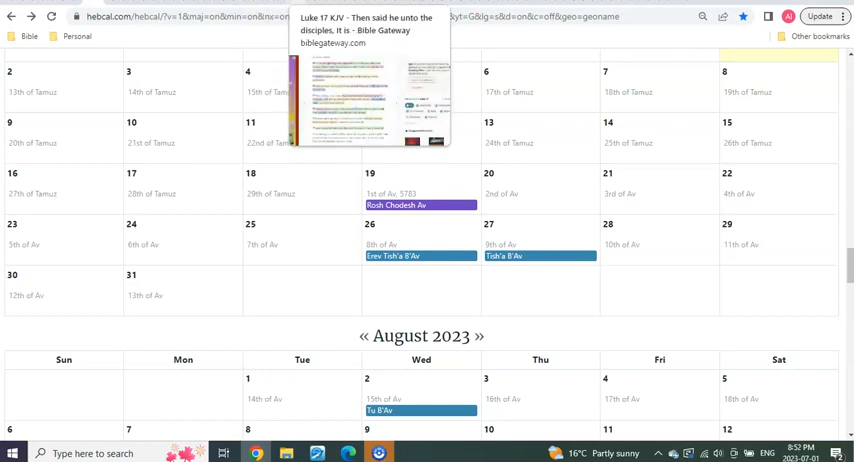 Luke 17 KJV - Then said he unto the
disciples, It is - Bible Gateway
biblegateway.com
hebcal.com/hebcal/?v=1&maj=on&min=on&nx=on
&yt=G&lg=s&d=on&c=off&geo=geoname
AI
Update
Bible
Personal
Other bookmarks
2 3 4 6 7 8
13th of Tamuz 14th of Tamuz 15th of 17th of Tamuz 18th of Tamuz 19th of Tamuz
9 10 11 13 14 15
20th of Tamuz 21st of Tamuz 22nd of 24th of Tamuz 25th of Tamuz 26th of Tamuz
16 17 18 19 20 21 22
27th of Tamuz 28th of Tamuz 29th of Tamuz 1st of Av, 5783 2nd of Av 3rd of Av 4th of Av
Rosh Chodesh Av
23 24 25 26 27 28 29
5th of Av 6th of Av 7th of Av 8th of Av 9th of Av 10th of Av 11th of Av
Erev Tish'a B'Av Tish'a B'Av
30 31
12th of Av 13th of Av
« August 2023 »
Sun Mon Tue Wed Thu Fri Sat
1 2 3 4 5
14th of Av 15th of Av 16th of Av 17th of Av 18th of Av
Tu B'Av
6 7 8 9 10 11 12
Type here to search
16°C Partly sunny
ENG
8:52 PM
2023-07-01
2